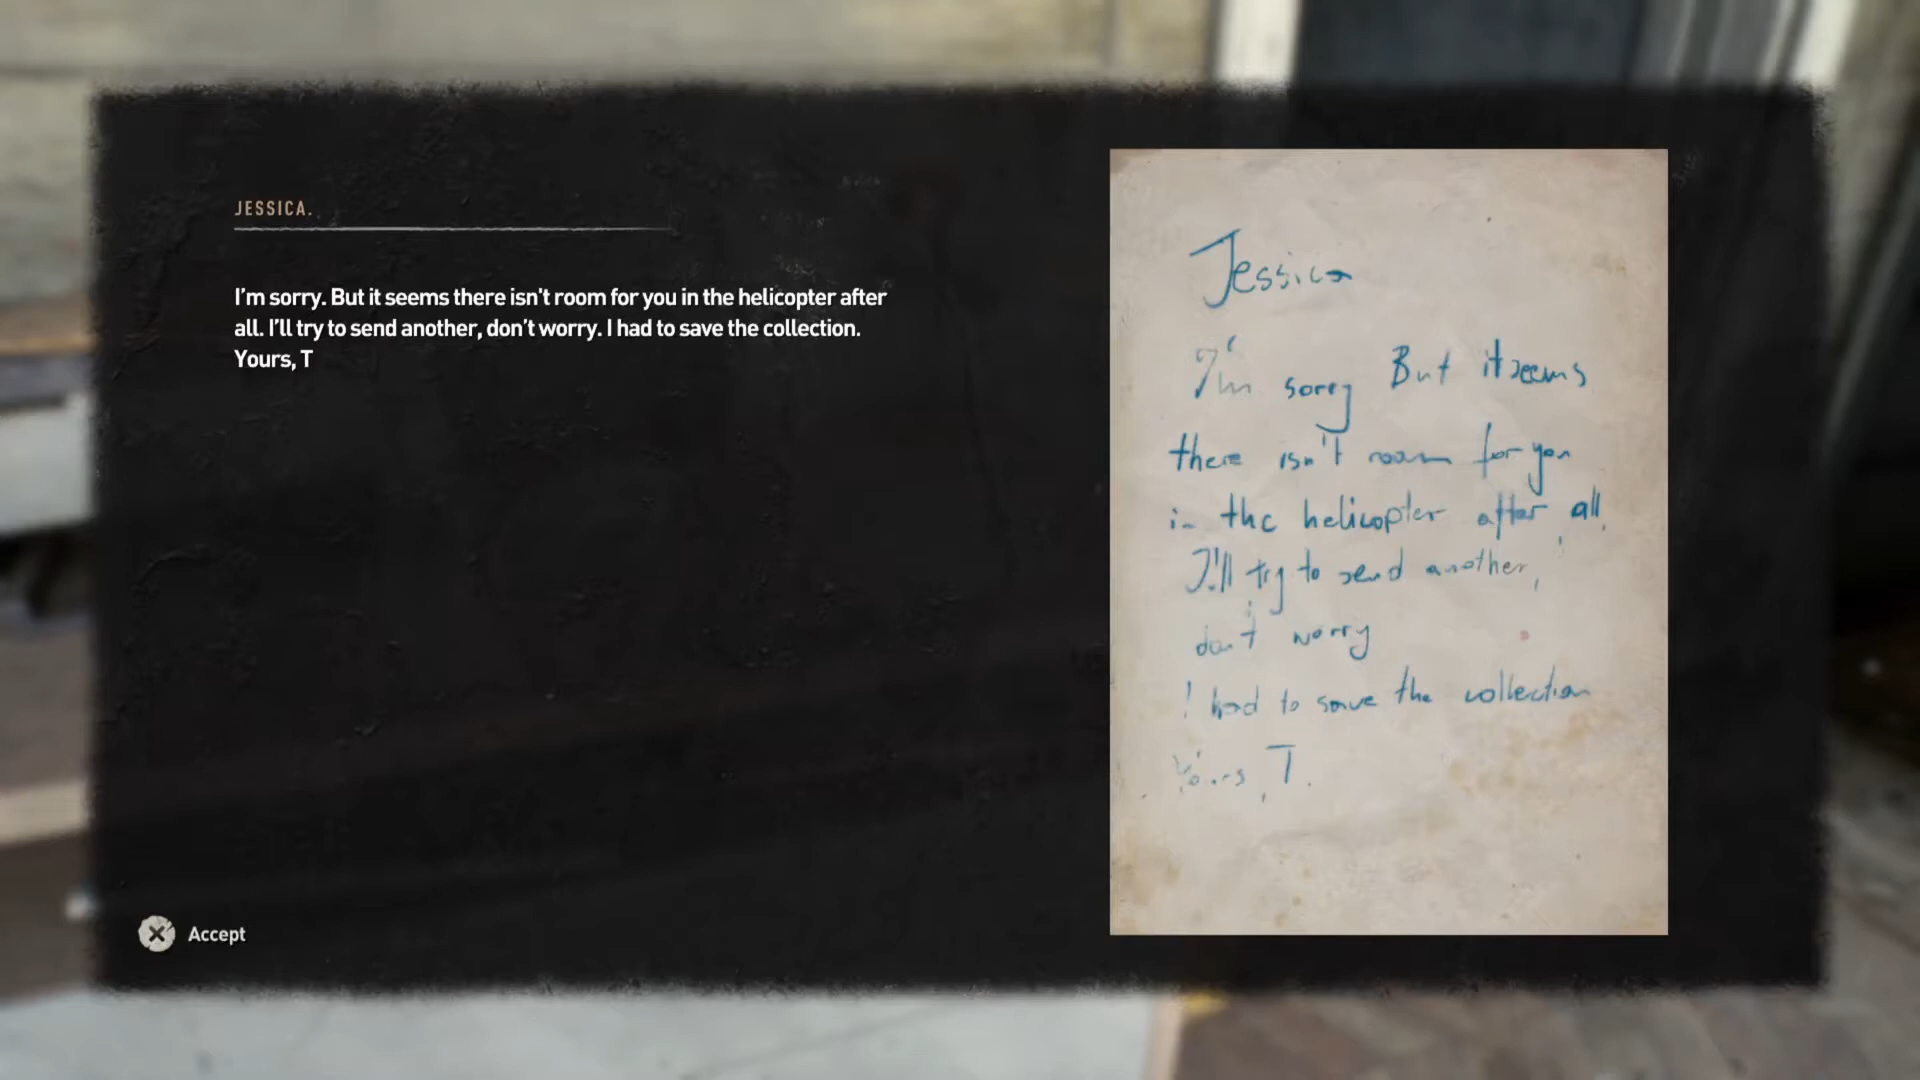 JESSICA.
I'm sorry. But it seems there isn't room for you in the helicopter after
all. I'll try to send another, don't worry. I had to save the collection.
Yours, T
Accept
Jessica
I'm sorry But it seems
there isn't room for you
in the helicopter after all.
I'll try to send another,
don't worry
I had to save the collection
Yours, T.